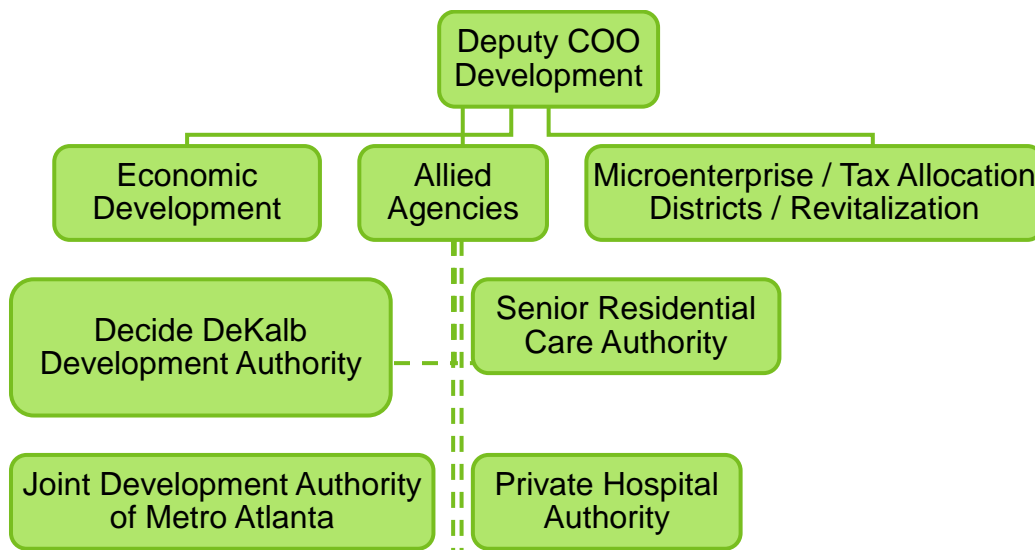 Deputy COO
Development
Economic
Development
Allied
Agencies
Microenterprise / Tax Allocation
Districts / Revitalization
Decide DeKalb
Development Authority
Senior Residential
Care Authority
Joint Development Authority
of Metro Atlanta
Private Hospital
Authority